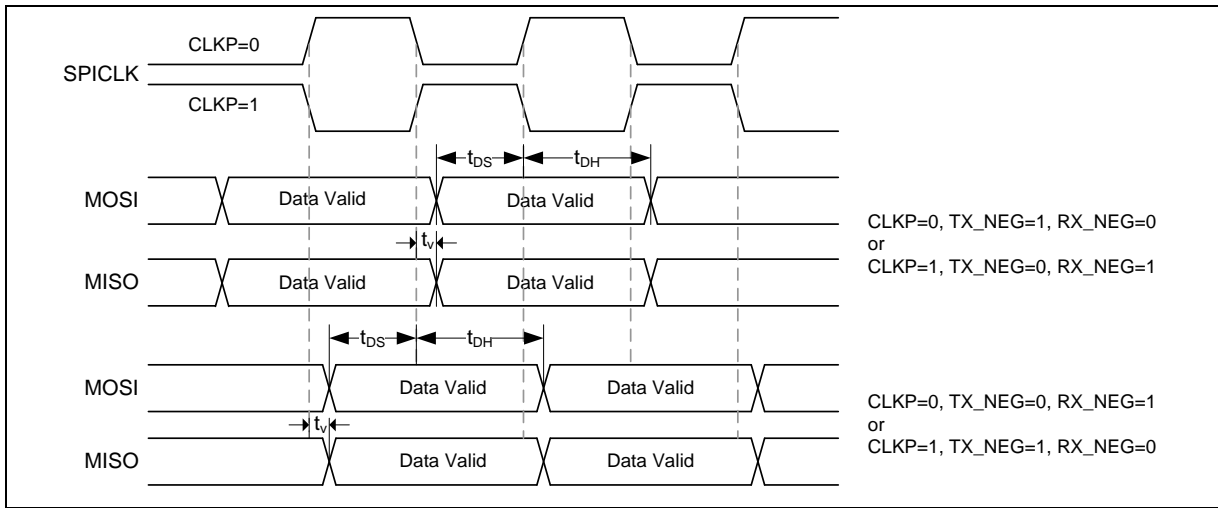 CLKP=0
SPICLK
CLKP=1
tDS
tDH
MOSI
Data Valid
Data Valid
tv
MISO
Data Valid
Data Valid
CLKP=0, TX_NEG=1, RX_NEG=0
or
CLKP=1, TX_NEG=0, RX_NEG=1
tDS
tDH
MOSI
Data Valid
Data Valid
tv
MISO
Data Valid
Data Valid
CLKP=0, TX_NEG=0, RX_NEG=1
or
CLKP=1, TX_NEG=1, RX_NEG=0